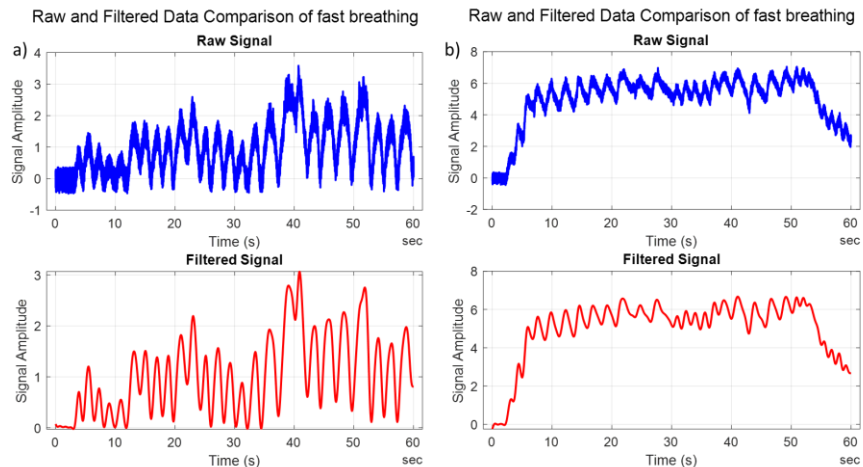 Raw and Filtered Data Comparison of fast breathing
a)
Raw Signal
Signal Amplitude
4
3
2
1
0
-1
0 10 20 30 40 50 60
Time (s)
sec
Filtered Signal
Signal Amplitude
3
2
1
0
0 10 20 30 40 50 60
Time (s)
sec
Raw and Filtered Data Comparison of fast breathing
b)
Raw Signal
Signal Amplitude
8
6
4
2
0
-2
0 10 20 30 40 50 60
Time (s)
sec
Filtered Signal
Signal Amplitude
8
6
4
2
0
0 10 20 30 40 50 60
Time (s)
sec